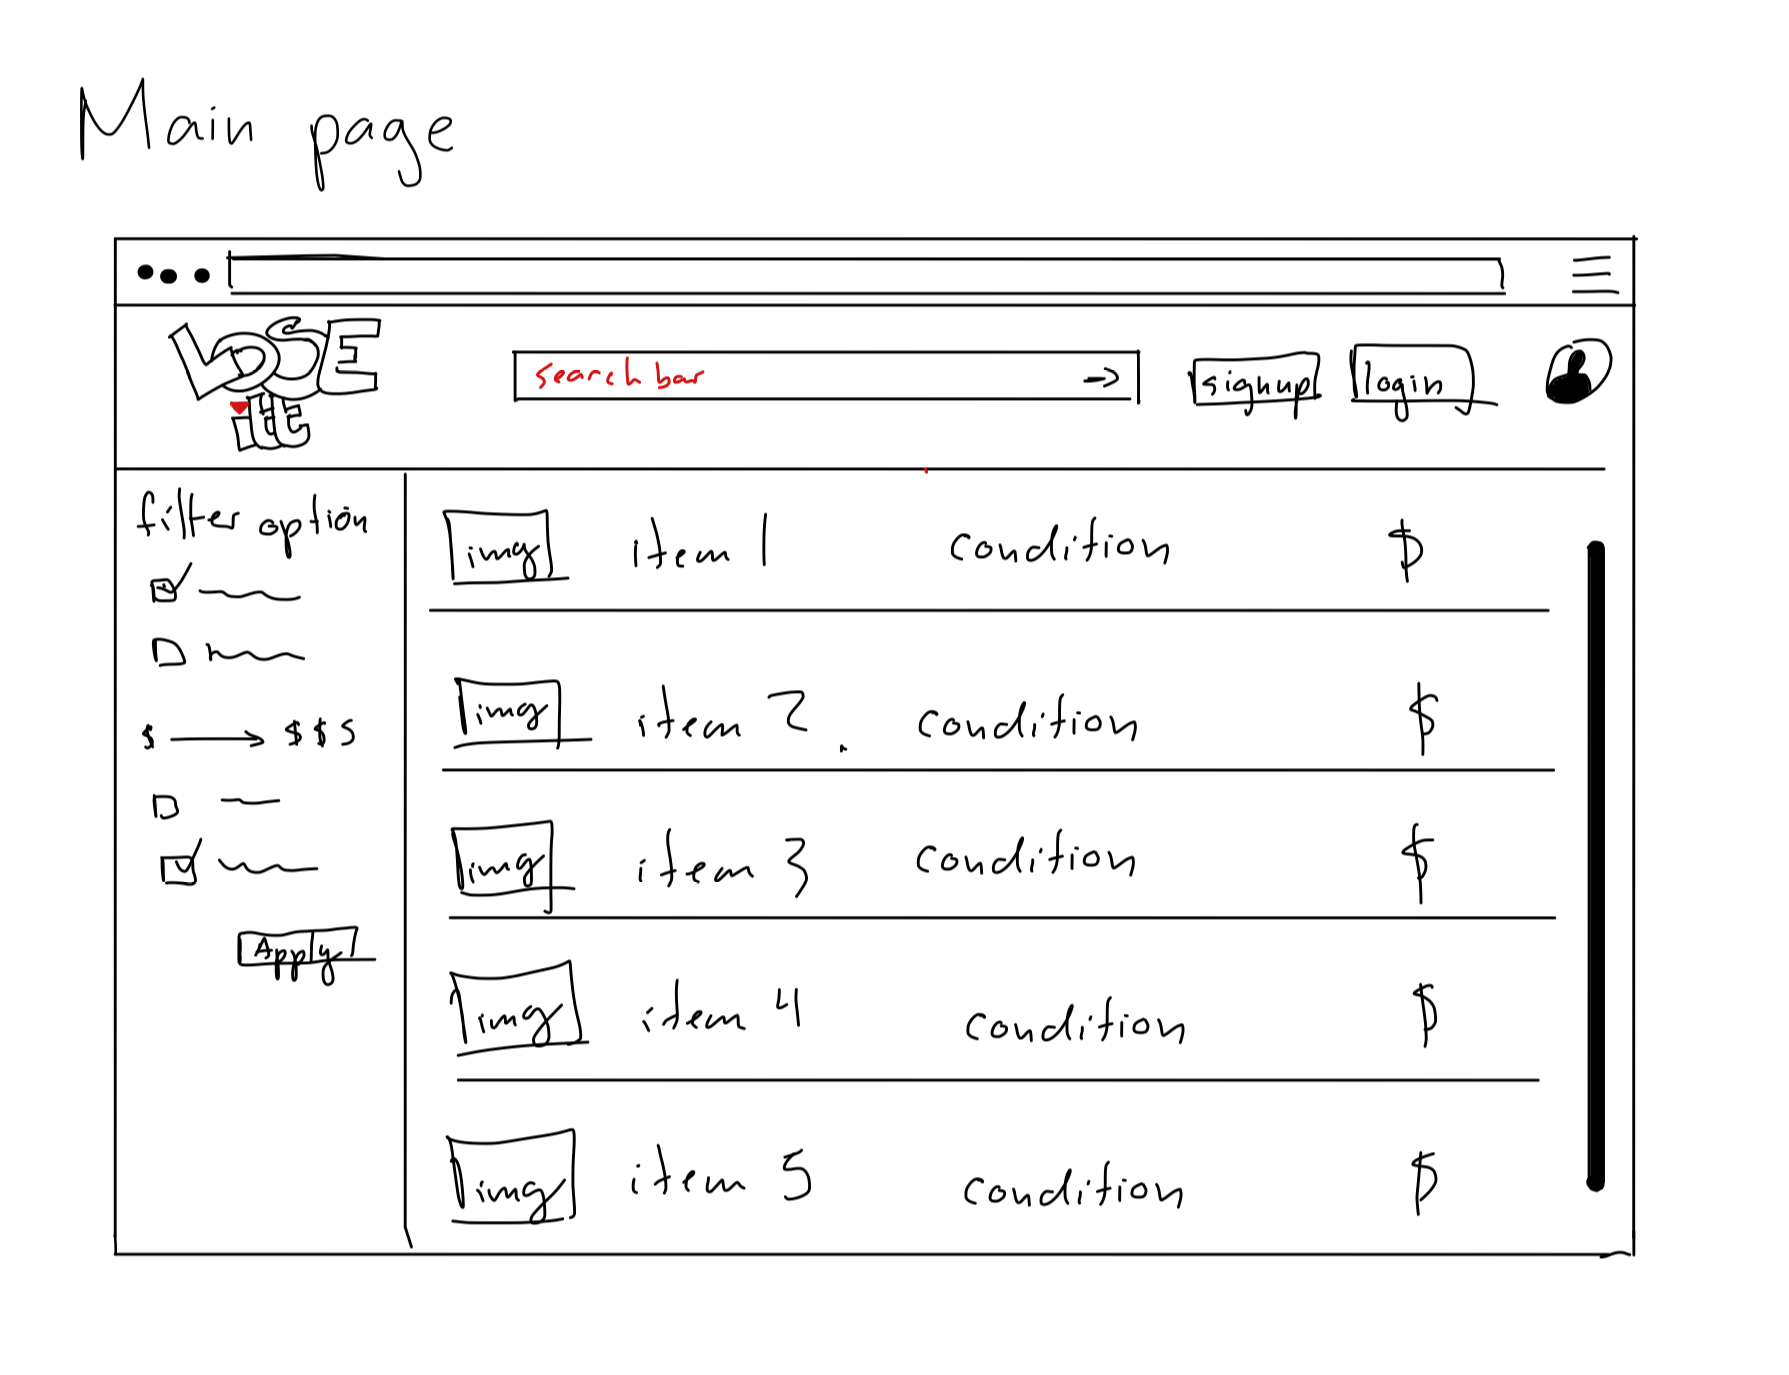 Main page
LOSE
itt
search bar ->
signup
login
filter option
$ → $ $ S
Apply
img item 1 condition $
img item 2 . condition $
img item 3 condition $
img item 4 condition $
img item 5 condition $